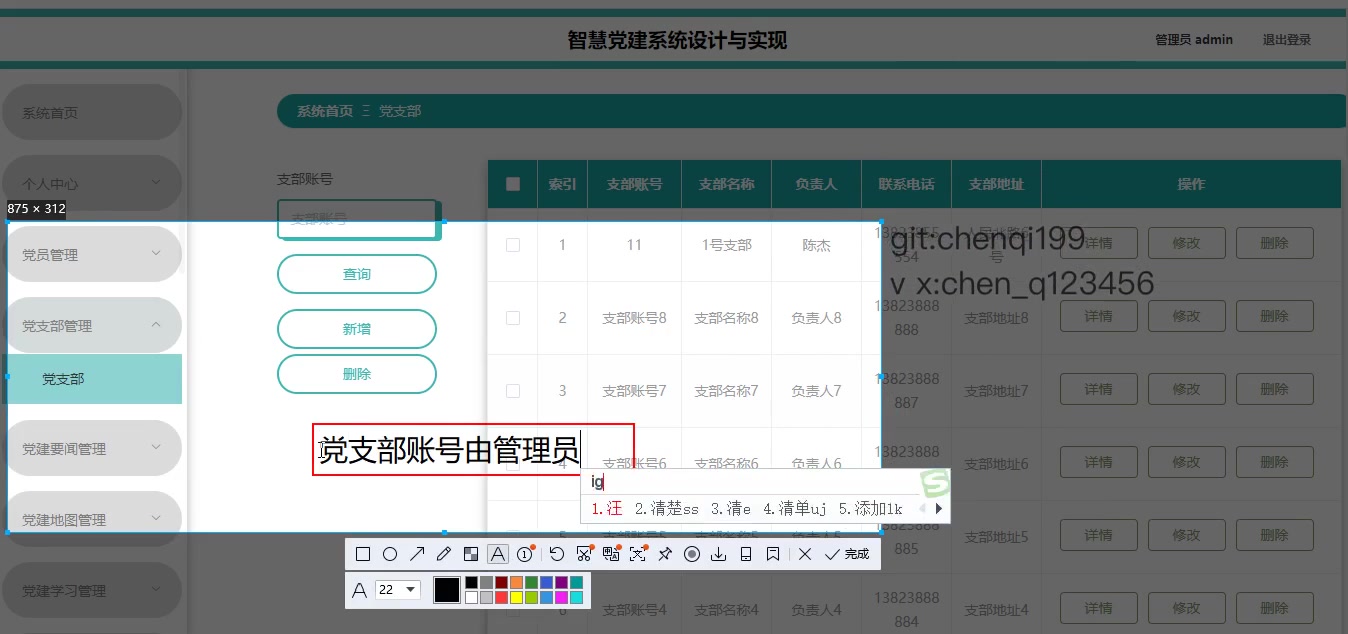 智慧党建系统设计与实现
管理员 admin
退出登录
系统首页
个人中心
党员管理
党支部管理
党支部
党建要闻管理
党建地图管理
党建学习管理
875 × 312
系统首页 Ξ 党支部
支部账号
支部账号
查询
新增
删除
索引 支部账号 支部名称 负责人 联系电话 支部地址 操作
1 11 1号支部 陈杰 详情 修改 删除
2 支部账号8 支部名称8 负责人8 13823888888 支部地址8 详情 修改 删除
3 支部账号7 支部名称7 负责人7 13823888887 支部地址7 详情 修改 删除
4 支部账号6 支部名称6 负责人6 13823888 支部地址6 详情 修改 删除
5 885 支部地址5 详情 修改 删除
6 支部账号4 支部名称4 负责人4 13823888884 支部地址4 详情 修改 删除
git:chenqi199
v x:chen_q123456
党支部账号由管理员
ig
1.汪 2.清楚ss 3.清e 4.清单uj 5.添加lk
完成
A 22